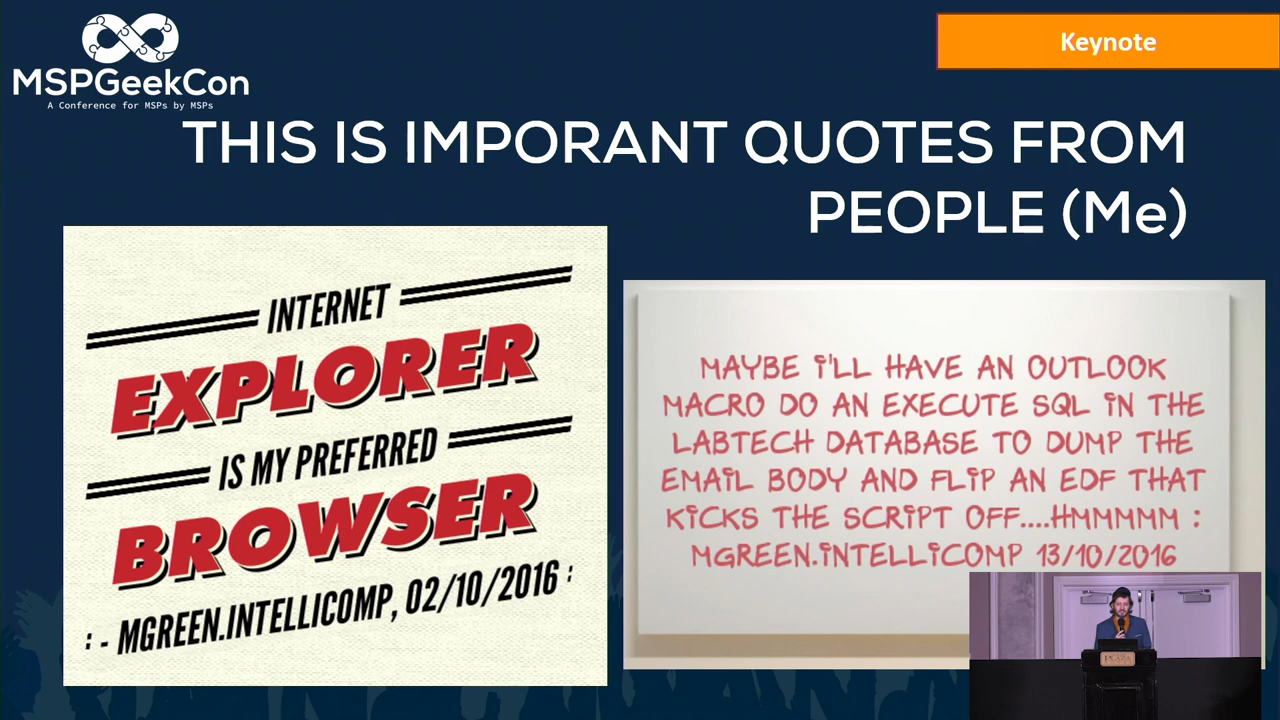 MSPGeekCon
A Conference for MSPs by MSPs
Keynote
THIS IS IMPORANT QUOTES FROM
PEOPLE (Me)
INTERNET
EXPLORER
IS MY PREFERRED
BROWSER
: - MGREEN.INTELLICOMP, 02/10/2016 :
MAYBE I'LL HAVE AN OUTLOOK
MACRO DO AN EXECUTE SQL IN THE
LABTECH DATABASE TO DUMP THE
EMAIL BODY AND FLIP AN EDF THAT
KICKS THE SCRIPT OFF....HMMMMM :
MGREEN.INTELLICOMP 13/10/2016
PLAZA